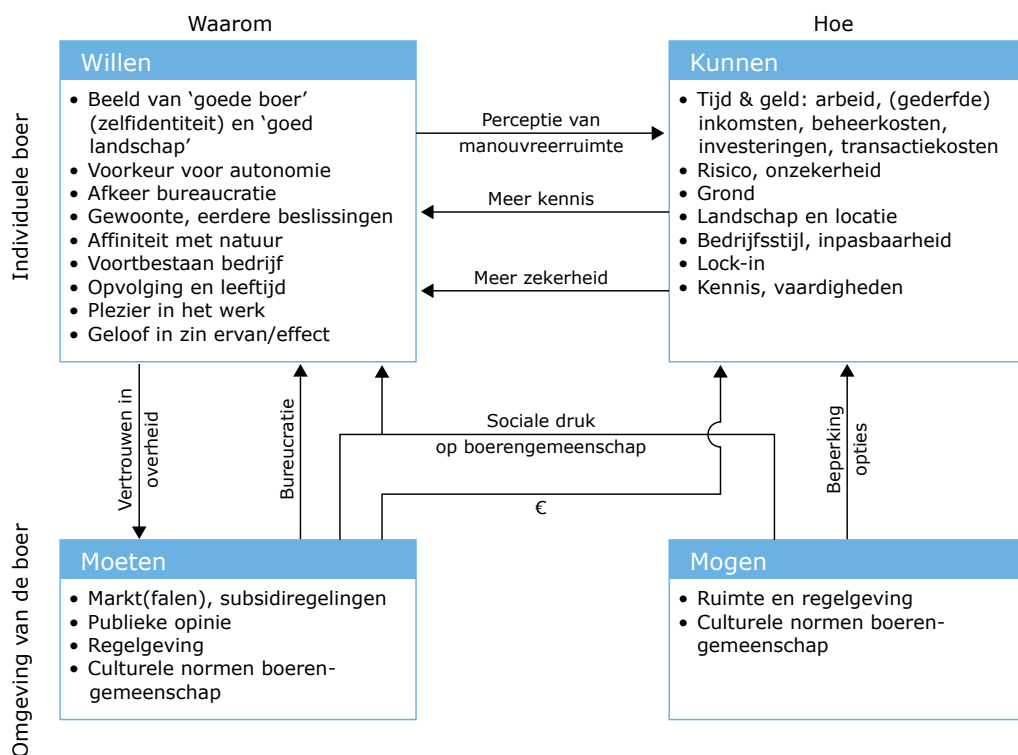 Waarom
Hoe
Individuele boer
Willen
• Beeld van ‘goede boer’
(zelfidentiteit) en ‘goed
landschap’
• Voorkeur voor autonomie
• Afkeer bureaucratie
• Gewoonte, eerdere beslissingen
• Affiniteit met natuur
• Voortbestaan bedrijf
• Opvolging en leeftijd
• Plezier in het werk
• Geloof in zin ervan/effect
Perceptie van
manouvreerruimte
Meer kennis
Meer zekerheid
Kunnen
• Tijd & geld: arbeid, (gederfde)
inkomsten, beheerkosten,
investeringen, transactiekosten
• Risico, onzekerheid
• Grond
• Landschap en locatie
• Bedrijfsstijl, inpasbaarheid
• Lock-in
• Kennis, vaardigheden
Vertrouwen in
overheid
Bureucratie
Sociale druk
op boerengemeenschap
€
Beperking
opties
Omgeving van de boer
Moeten
• Markt(falen), subsidiregelingen
• Publieke opinie
• Regelgeving
• Culturele normen boeren-
gemeenschap
Mogen
• Ruimte en regelgeving
• Culturele normen boeren-
gemeenschap